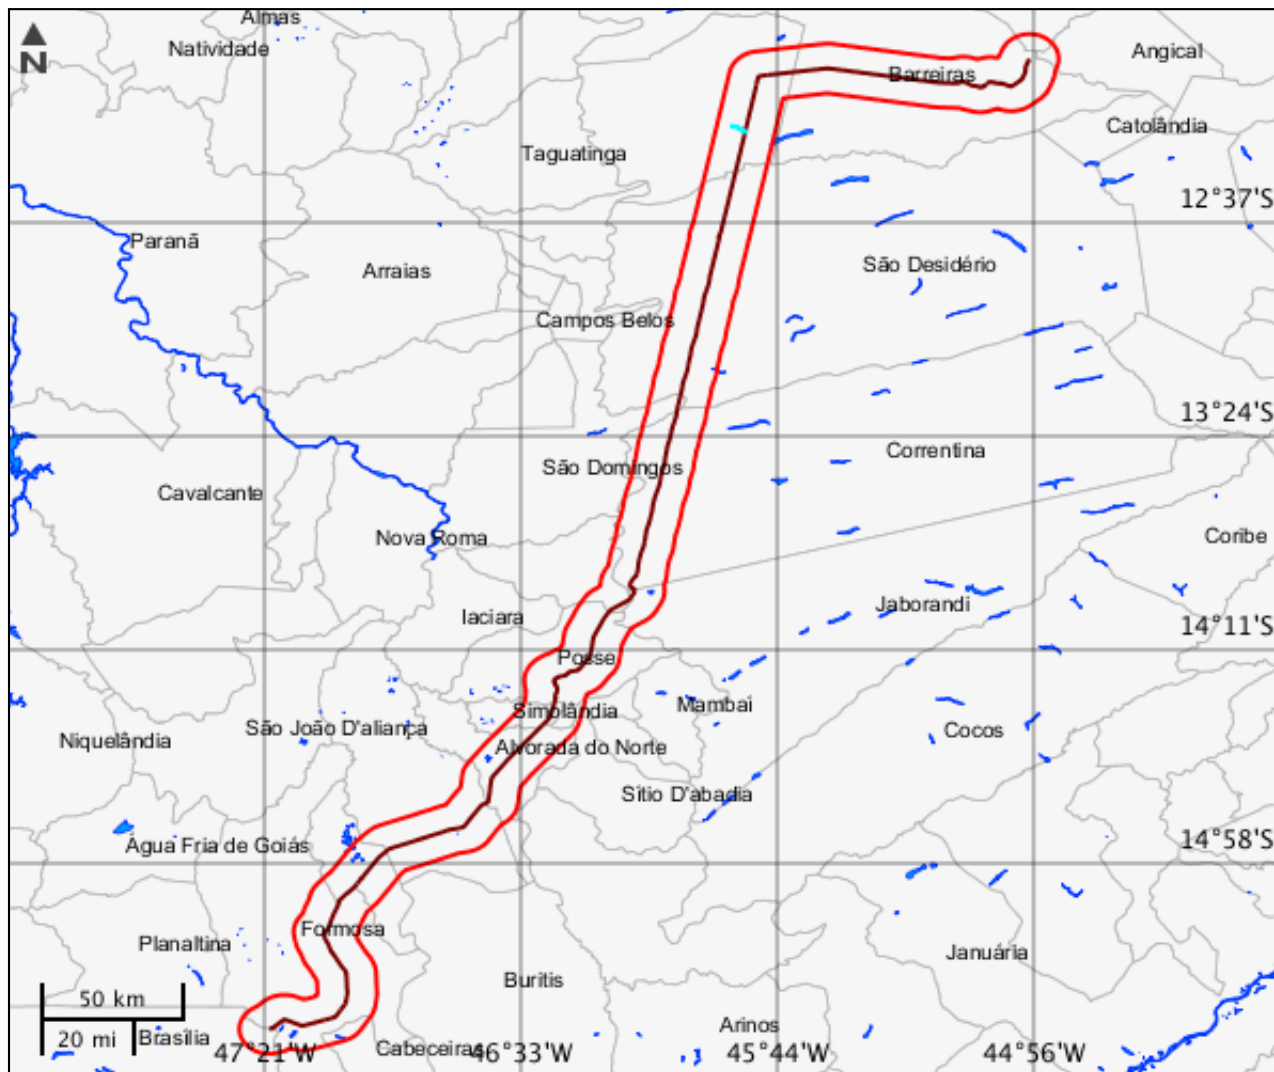 Almas
Natividade
N
Angical
Barreiras
Catolândia
Taguatinga
12°37'S
Paranã
São Desidério
Arraias
Campos Belos
13°24'S
Correntina
São Domingos
Cavalcante
Nova Roma
Coribe
Jaborandi
Iaciara
14°11'S
Posse
Mambai
Simolândia
São João D'aliança
Cocos
Niquelândia
Alvorada do Norte
Sítio D'abadia
14°58'S
Água Fria de Goiás
Formosa
Planaltina
Januária
Buritis
50 km
20 mi
Brasília
Arinos
Cabeceiras
47°21'W
46°33'W
45°44'W
44°56'W